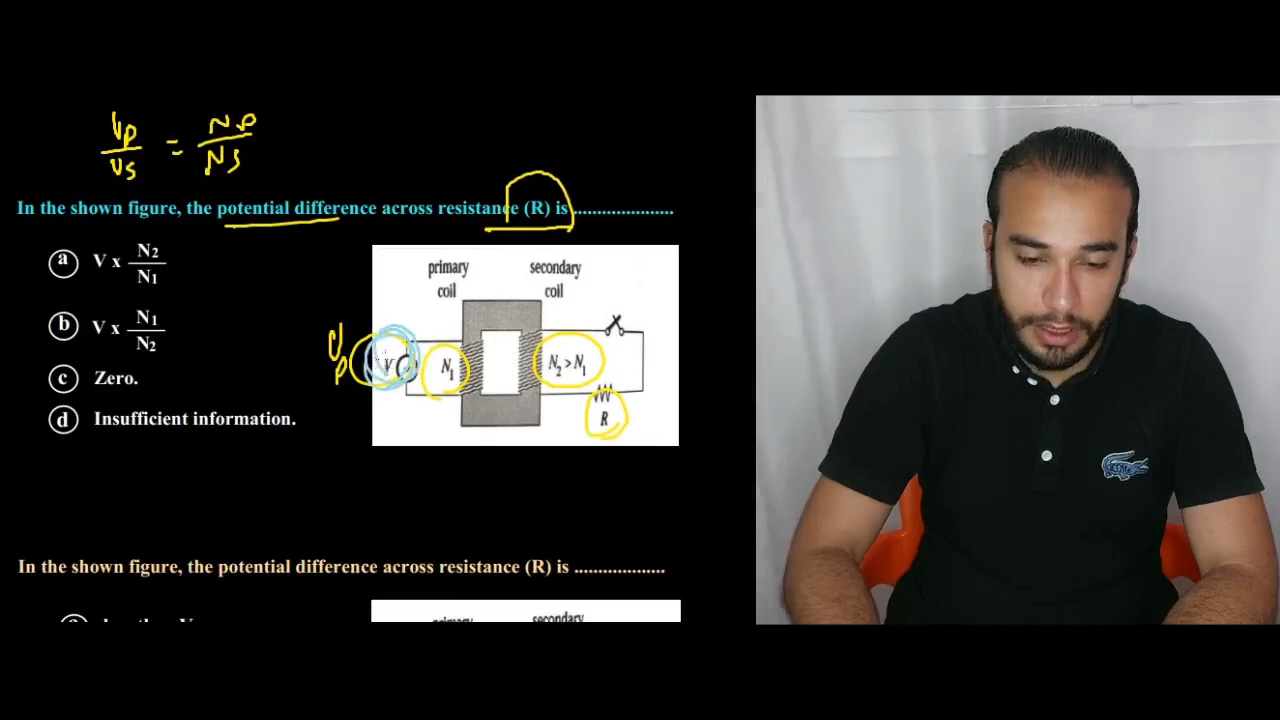 Vp
Vs
=
Np
Ns
In the shown figure, the potential difference across resistance (R) is .....................
a V x N2
N1
b V x N1
N2
c Zero.
d Insufficient information.
primary
coil
secondary
coil
Vp
V
N1
N2 > N1
R
In the shown figure, the potential difference across resistance (R) is ...................
primary
secondary